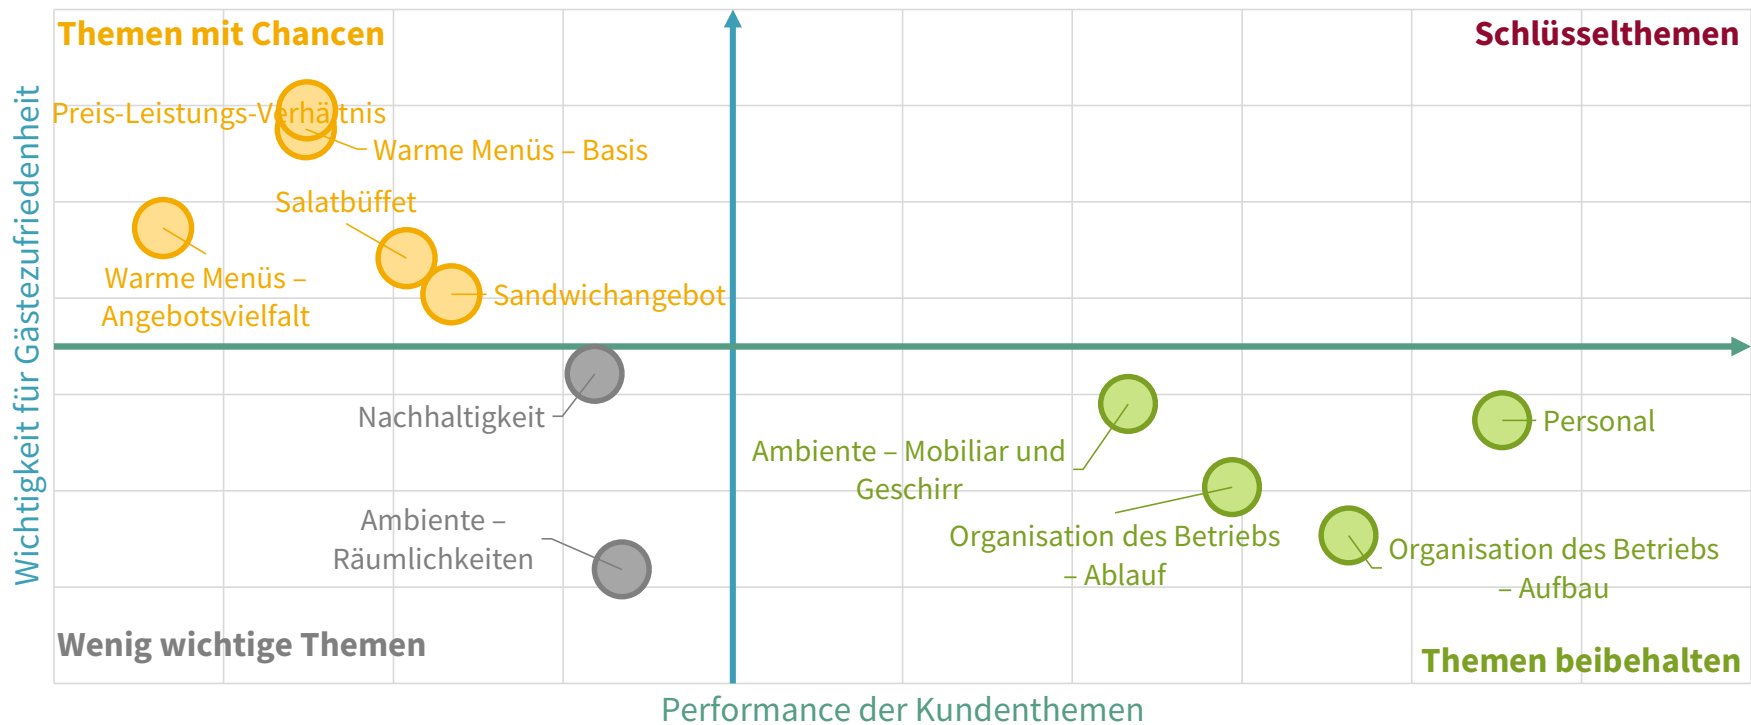 Themen mit Chancen
Schlüsselthemen
Preis-Leistungs-Verhältnis
Warme Menüs – Basis
Salatbüffet
Warme Menüs –
Angebotsvielfalt
Sandwichangebot
Wichtigkeit für Gästezufriedenheit
Nachhaltigkeit
Ambiente – Mobiliar und
Geschirr
Personal
Ambiente –
Räumlichkeiten
Organisation des Betriebs
– Ablauf
Organisation des Betriebs
– Aufbau
Wenig wichtige Themen
Themen beibehalten
Performance der Kundenthemen